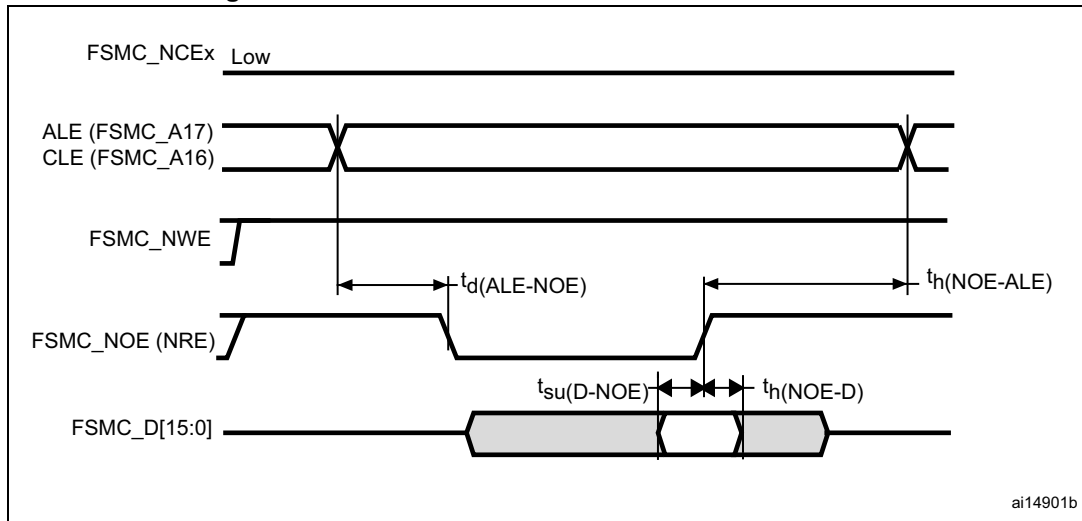 FSMC_NCEx Low
ALE (FSMC_A17)
CLE (FSMC_A16)
FSMC_NWE
td(ALE-NOE)
th(NOE-ALE)
FSMC_NOE (NRE)
tsu(D-NOE)
th(NOE-D)
FSMC_D[15:0]
ai14901b